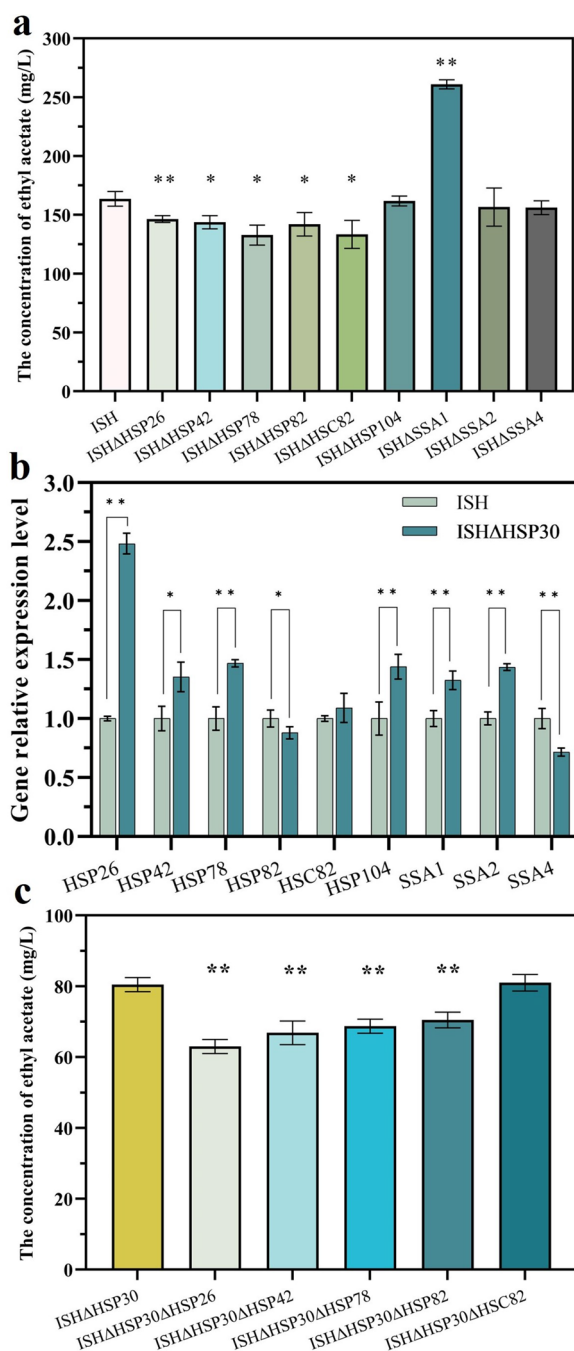 a
The concentration of ethyl acetate (mg/L)
300
250
200
150
100
50
0
** * * * * **
ISH ISHΔHSP26 ISHΔHSP42 ISHΔHSP78 ISHΔHSP82 ISHΔHSC82 ISHΔHSP104 ISHΔSSA1 ISHΔSSA2 ISHΔSSA4
b
Gene relative expression level
3.0
2.5
2.0
1.5
1.0
0.5
0.0
ISH
ISHΔHSP30
** * ** * ** ** ** **
HSP26 HSP42 HSP78 HSP82 HSC82 HSP104 SSA1 SSA2 SSA4
c
The concentration of ethyl acetate (mg/L)
100
80
60
40
20
0
** ** ** **
ISHΔHSP30 ISHΔHSP30ΔHSP26 ISHΔHSP30ΔHSP42 ISHΔHSP30ΔHSP78 ISHΔHSP30ΔHSP82 ISHΔHSP30ΔHSC82